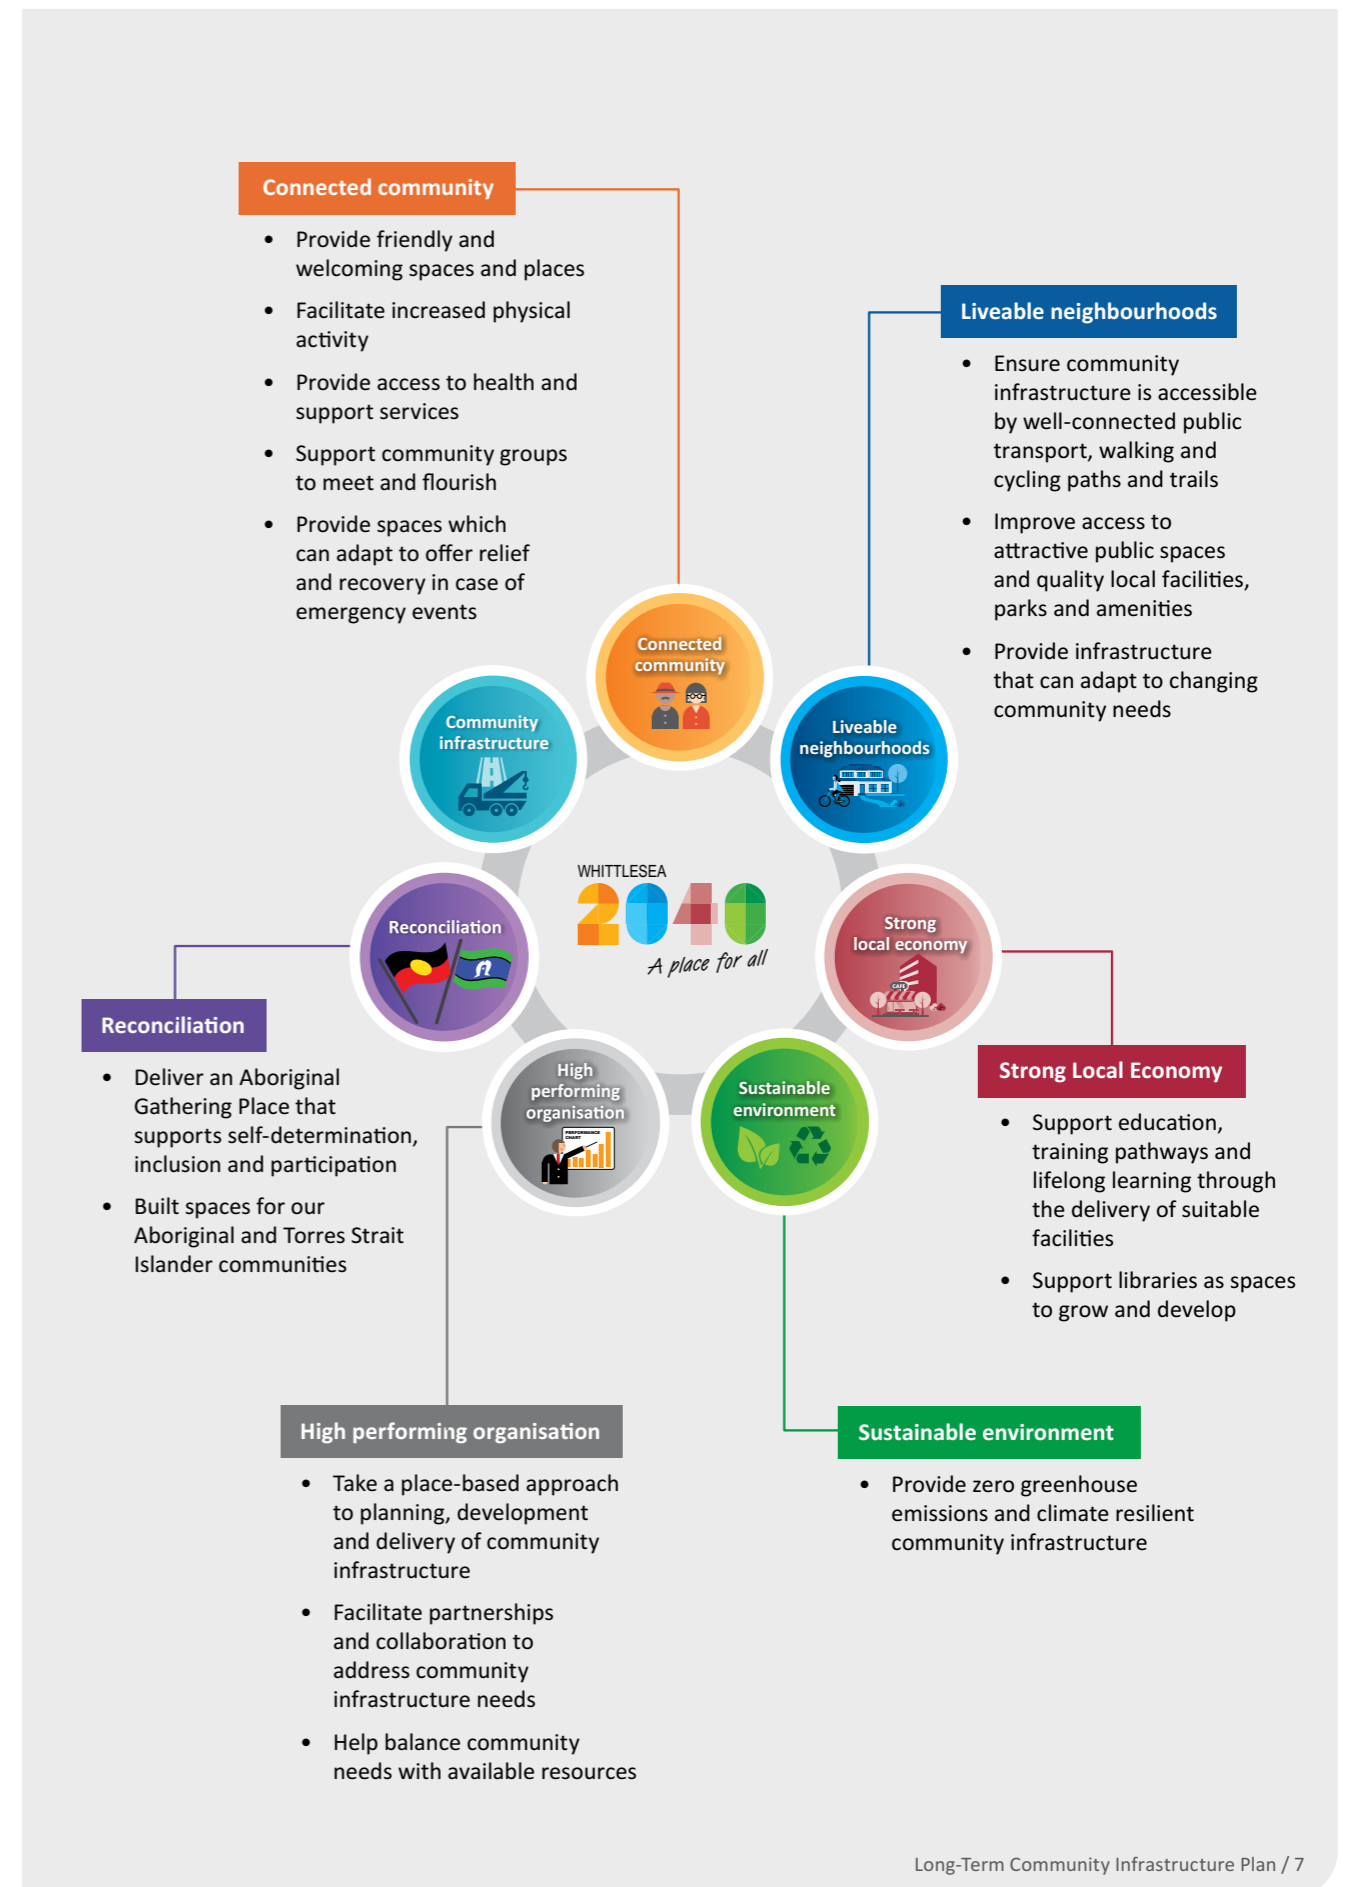 Connected community
• Provide friendly and
welcoming spaces and places
• Facilitate increased physical
activity
• Provide access to health and
support services
• Support community groups
to meet and flourish
• Provide spaces which
can adapt to offer relief
and recovery in case of
emergency events
Liveable neighbourhoods
• Ensure community
infrastructure is accessible
by well-connected public
transport, walking and
cycling paths and trails
• Improve access to
attractive public spaces
and quality local facilities,
parks and amenities
• Provide infrastructure
that can adapt to changing
community needs
Connected
community
Community
infrastructure
Liveable
neighbourhoods
WHITTLESEA
2040
A place for all
Reconciliation
Strong
local economy
CAFE
High
performing
organisation
PERFORMANCE
CHART
Sustainable
environment
Reconciliation
• Deliver an Aboriginal
Gathering Place that
supports self-determination,
inclusion and participation
• Built spaces for our
Aboriginal and Torres Strait
Islander communities
Strong Local Economy
• Support education,
training pathways and
lifelong learning through
the delivery of suitable
facilities
• Support libraries as spaces
to grow and develop
High performing organisation
• Take a place-based approach
to planning, development
and delivery of community
infrastructure
• Facilitate partnerships
and collaboration to
address community
infrastructure needs
• Help balance community
needs with available resources
Sustainable environment
• Provide zero greenhouse
emissions and climate resilient
community infrastructure
Long-Term Community Infrastructure Plan / 7